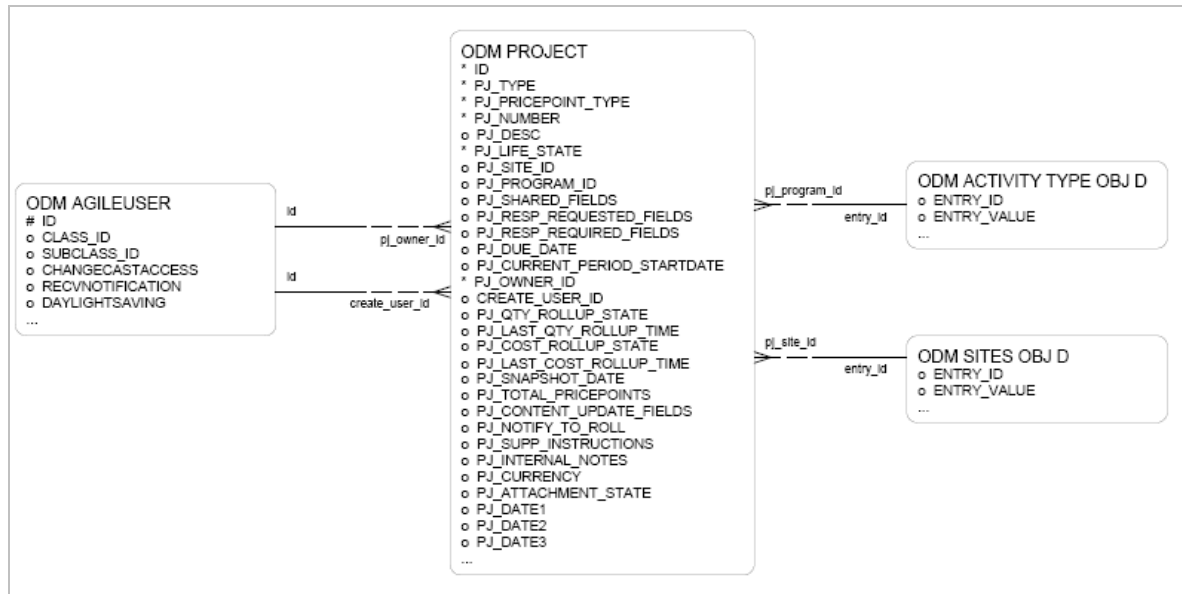 ODM AGILEUSER
# ID
o CLASS_ID
o SUBCLASS_ID
o CHANGECASTACCESS
o RECVNOTIFICATION
o DAYLIGHTSAVING
...
id
pj_owner_id
id
create_user_id
ODM PROJECT
* ID
* PJ_TYPE
* PJ_PRICEPOINT_TYPE
* PJ_NUMBER
o PJ_DESC
* PJ_LIFE_STATE
o PJ_SITE_ID
o PJ_PROGRAM_ID
o PJ_SHARED_FIELDS
o PJ_RESP_REQUESTED_FIELDS
o PJ_RESP_REQUIRED_FIELDS
o PJ_DUE_DATE
o PJ_CURRENT_PERIOD_STARTDATE
* PJ_OWNER_ID
o CREATE_USER_ID
o PJ_QTY_ROLLUP_STATE
o PJ_LAST_QTY_ROLLUP_TIME
o PJ_COST_ROLLUP_STATE
o PJ_LAST_COST_ROLLUP_TIME
o PJ_SNAPSHOT_DATE
o PJ_TOTAL_PRICEPOINTS
o PJ_CONTENT_UPDATE_FIELDS
o PJ_NOTIFY_TO_ROLL
o PJ_SUPP_INSTRUCTIONS
o PJ_INTERNAL_NOTES
o PJ_CURRENCY
o PJ_ATTACHMENT_STATE
o PJ_DATE1
o PJ_DATE2
o PJ_DATE3
...
pj_program_id
entry_id
ODM ACTIVITY TYPE OBJ D
o ENTRY_ID
o ENTRY_VALUE
...
pj_site_id
entry_id
ODM SITES OBJ D
o ENTRY_ID
o ENTRY_VALUE
...